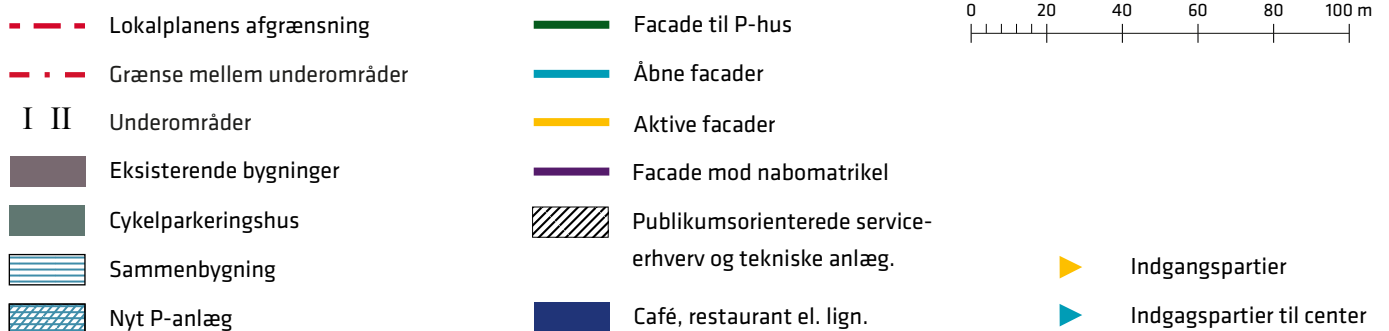 Lokalplanens afgrænsning
Grænse mellem underområder
I II Underområder
Eksisterende bygninger
Cykelparkeringshus
Sammenbygning
Nyt P-anlæg
Facade til P-hus
Åbne facader
Aktive facader
Facade mod nabomatrikel
Publikumsorienterede service-
erhverv og tekniske anlæg.
Café, restaurant el. lign.
0 20 40 60 80 100 m
Indgangspartier
Indgagspartier til center